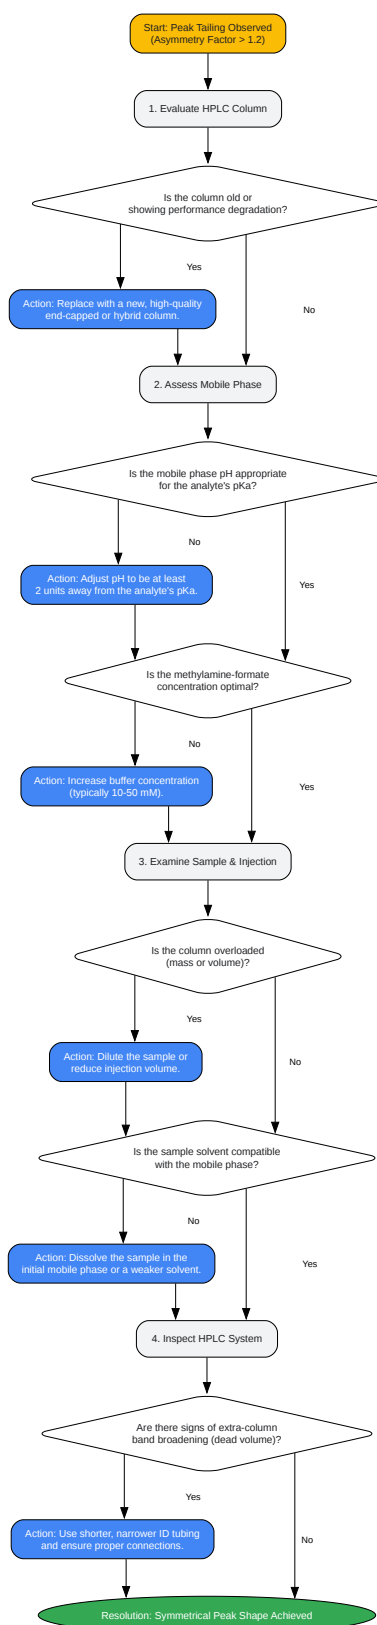 Start: Peak Tailing Observed
(Asymmetry Factor > 1.2)
1. Evaluate HPLC Column
Is the column old or
showing performance degradation?
Yes
No
Action: Replace with a new, high-quality
end-capped or hybrid column.
2. Assess Mobile Phase
Is the mobile phase pH appropriate
for the analyte's pKa?
No
Yes
Action: Adjust pH to be at least
2 units away from the analyte's pKa.
Is the methylamine-formate
concentration optimal?
No
Yes
Action: Increase buffer concentration
(typically 10-50 mM).
3. Examine Sample & Injection
Is the column overloaded
(mass or volume)?
Yes
No
Action: Dilute the sample or
reduce injection volume.
Is the sample solvent compatible
with the mobile phase?
No
Yes
Action: Dissolve the sample in the
initial mobile phase or a weaker solvent.
4. Inspect HPLC System
Are there signs of extra-column
band broadening (dead volume)?
Yes
No
Action: Use shorter, narrower ID tubing
and ensure proper connections.
Resolution: Symmetrical Peak Shape Achieved